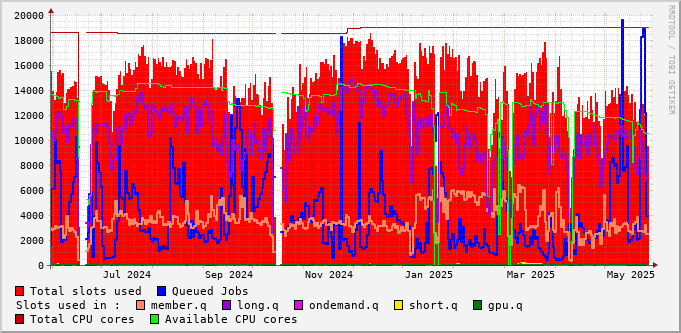 20000
18000
16000
14000
12000
10000
8000
6000
4000
2000
0
Jul 2024 Sep 2024 Nov 2024 Jan 2025 Mar 2025 May 2025
RRDTOOL / TOBI OETIKER
Total slots used Queued Jobs
Slots used in : member.q long.q ondemand.q short.q gpu.q
Total CPU cores Available CPU cores